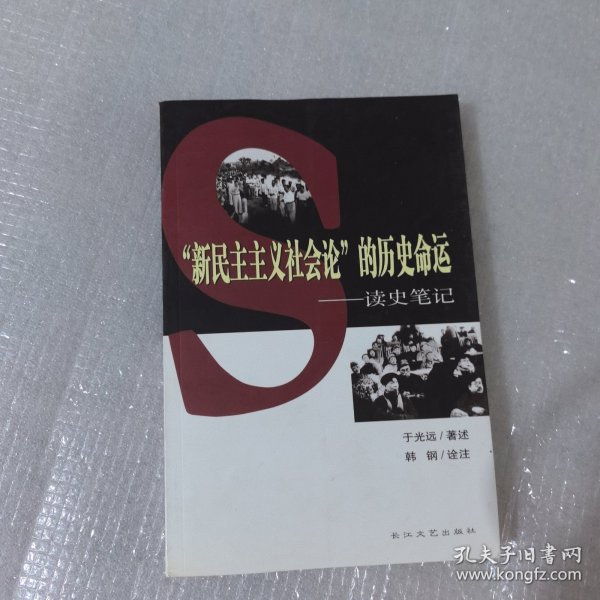 “新民主主义社会论”的历史命运
——读史笔记
于光远/著述
韩 钢/诠注
长江文艺出版社
孔夫子旧书网
www.kongfz.com